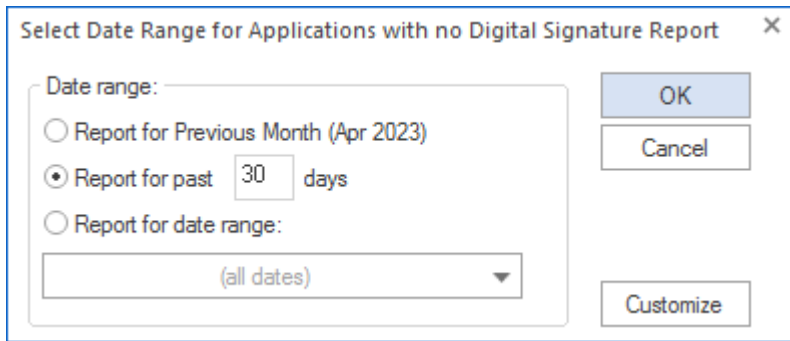 Select Date Range for Applications with no Digital Signature Report
Date range:
Report for Previous Month (Apr 2023)
Report for past 30 days
Report for date range:
(all dates)
OK
Cancel
Customize